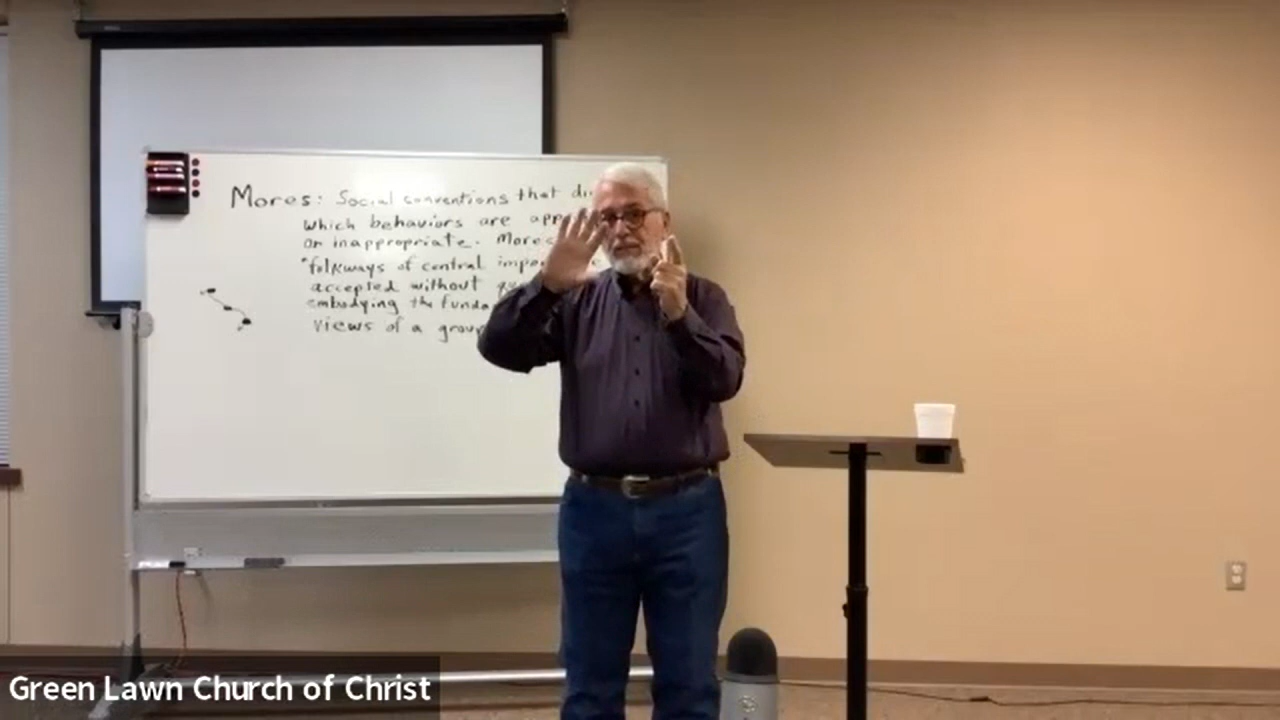 Mores: Social conventions that
which behaviors are
or inappropriate. Mores
"folkways of central
accepted without
embodying the
views of a group
Green Lawn Church of Christ